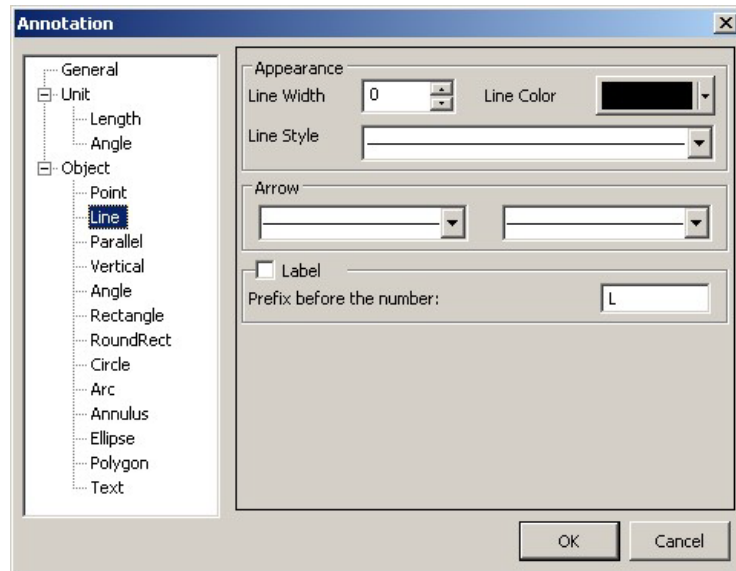 Annotation
General
Unit
Length
Angle
Object
Point
Line
Parallel
Vertical
Angle
Rectangle
RoundRect
Circle
Arc
Annulus
Ellipse
Polygon
Text
Appearance
Line Width 0 Line Color
Line Style
Arrow
Label
Prefix before the number: L
OK Cancel